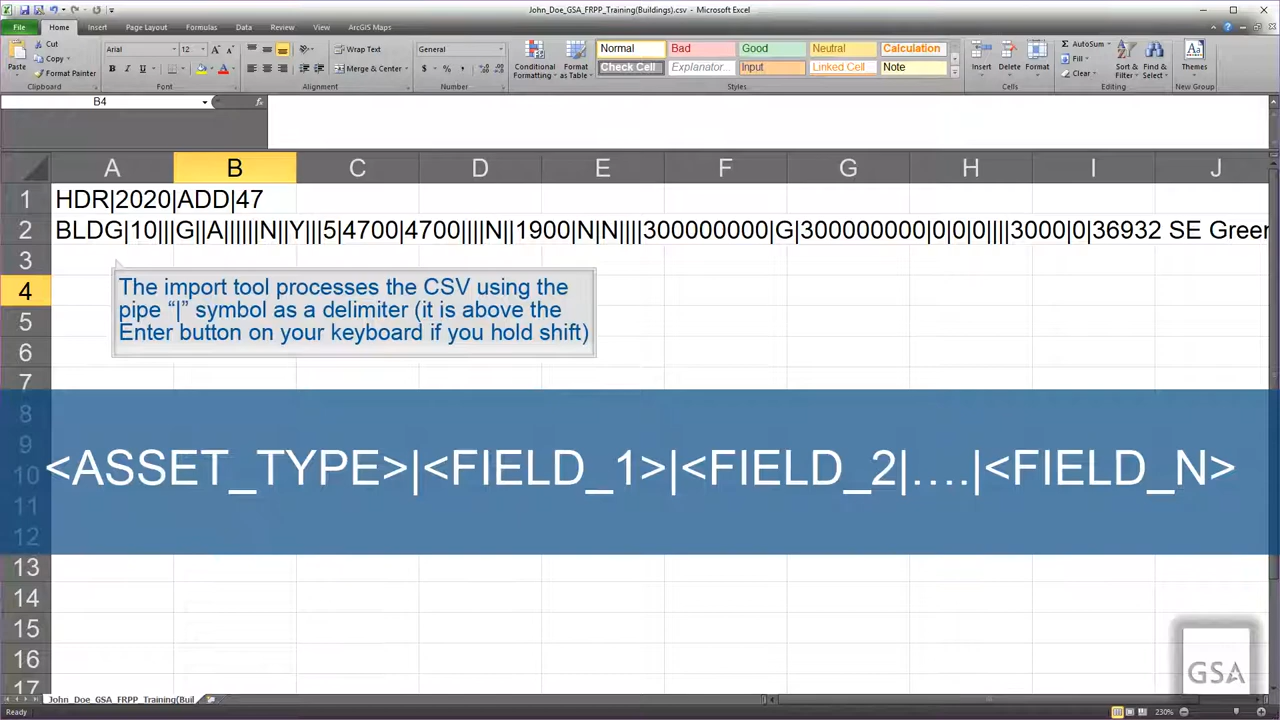 John_Doe_GSA_FRPP_Training(Buildings).csv - Microsoft Excel
File Home Insert Page Layout Formulas Data Review View ArcGIS Maps
Cut
Copy
Format Painter
Paste
Clipboard
Arial 12
B I U
Font
Wrap Text
Merge & Center
Alignment
General
$ % ,
Number
Conditional Formatting
Format as Table
Normal Bad Good Neutral Calculation
Check Cell Explanator... Input Linked Cell Note
Styles
Insert Delete Format
Cells
AutoSum
Fill
Clear
Sort & Filter
Find & Select
Editing
Themes
New Group
B4 fx
A B C D E F G H I J
1 HDR|2020|ADD|47
2 BLDG|10|||G||A||||||N||Y|||5|4700|4700||||N||1900|N|N||||300000000|G|300000000|0|0|0||||3000|0|36932 SE Green
3
The import tool processes the CSV using the
4 pipe “|” symbol as a delimiter (it is above the
5 Enter button on your keyboard if you hold shift)
6
7
8
9
<ASSET_TYPE>|<FIELD_1>|<FIELD_2|….|<FIELD_N>
10
11
12
13
14
15
16
GSA
17
John_Doe_GSA_FRPP_Training(Buil
Ready 230%